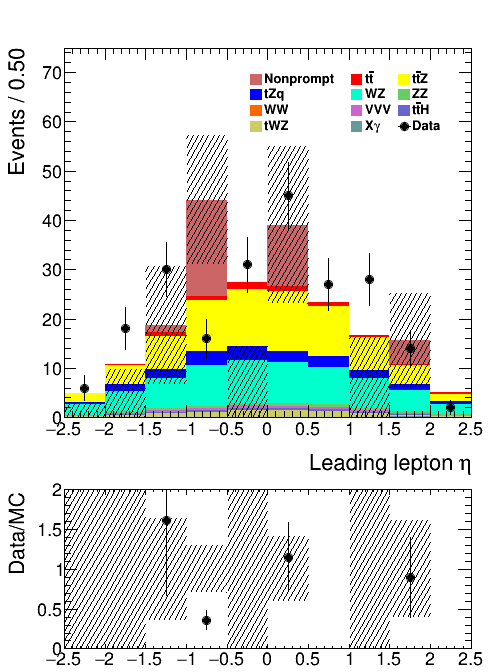 Events / 0.50
70
60
50
40
30
20
10
0
Nonprompt tt̄ tt̄Z
tZq WZ ZZ
WW VVV tt̄H
tWZ Xγ Data
−2.5 −2 −1.5 −1 −0.5 0 0.5 1 1.5 2 2.5
Leading lepton η
Data/MC
2
1.5
1
0.5
0
−2.5 −2 −1.5 −1 −0.5 0 0.5 1 1.5 2 2.5